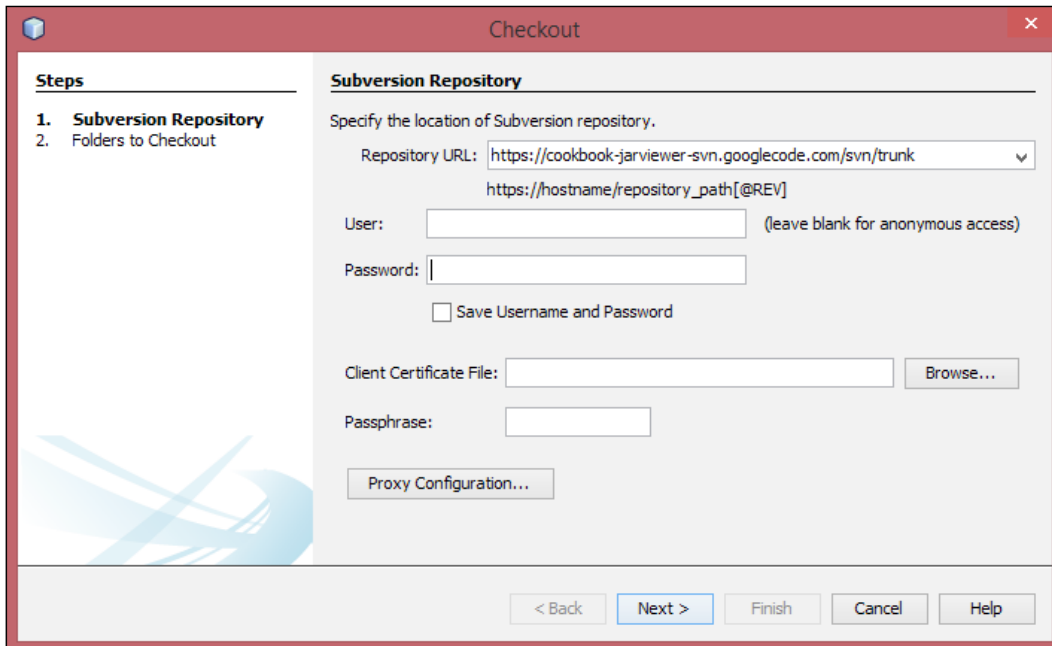 Checkout
Steps
1. Subversion Repository
2. Folders to Checkout
Subversion Repository
Specify the location of Subversion repository.
Repository URL: https://cookbook-jarviewer-svn.googlecode.com/svn/trunk
https://hostname/repository_path[@REV]
User: (leave blank for anonymous access)
Password:
Save Username and Password
Client Certificate File: Browse...
Passphrase:
Proxy Configuration...
< Back Next > Finish Cancel Help